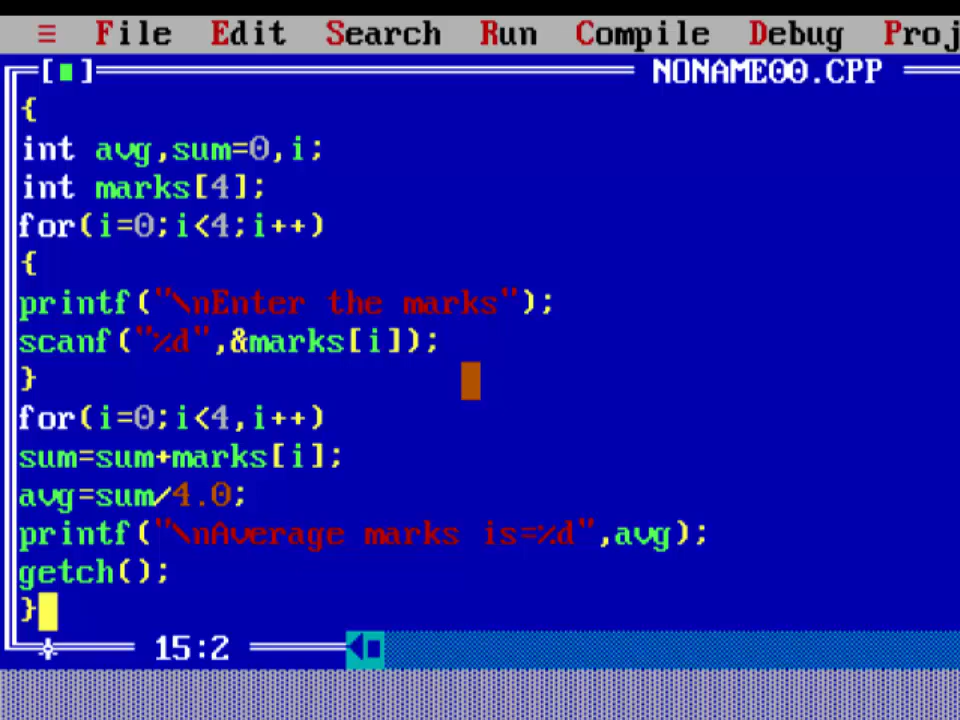 ≡ File Edit Search Run Compile Debug Proj
[■] NONAME00.CPP
{
int avg,sum=0,i;
int marks[4];
for(i=0;i<4;i++)
{
printf("\nEnter the marks");
scanf("%d",&marks[i]);
}
for(i=0;i<4,i++)
sum=sum+marks[i];
avg=sum/4.0;
printf("\nAverage marks is=%d",avg);
getch();
}
15:2